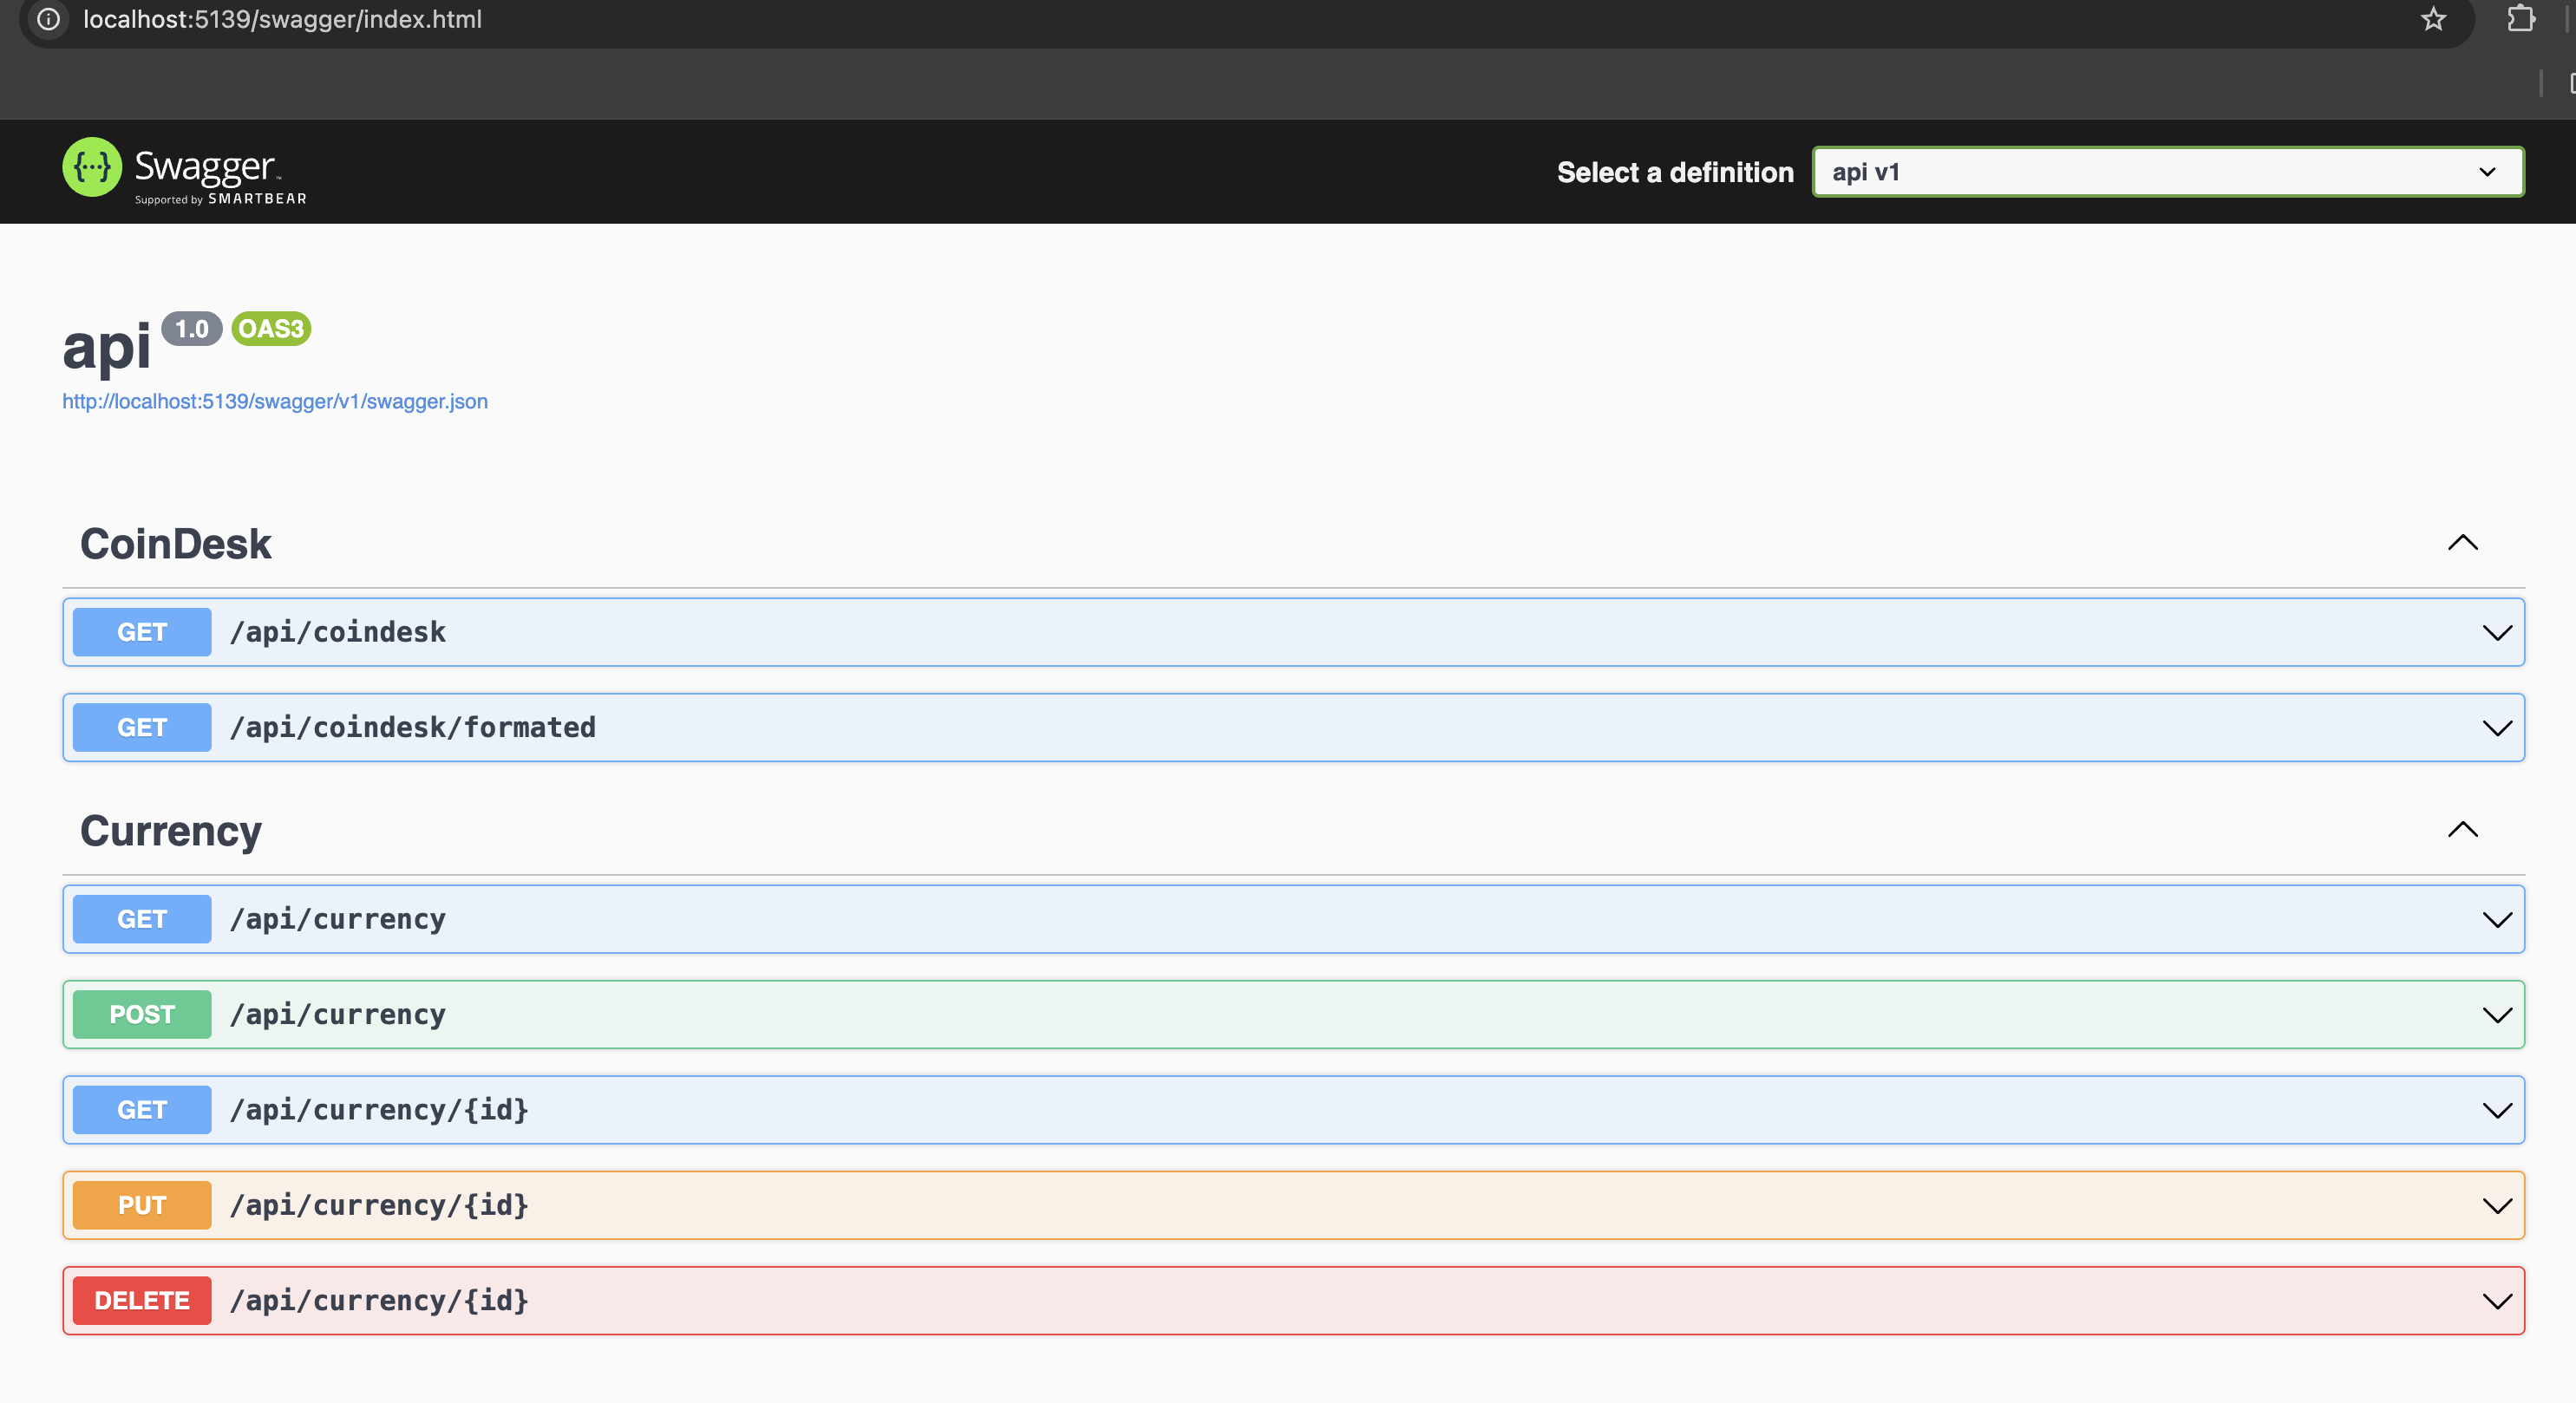 localhost:5139/swagger/index.html
{···} Swagger™
Supported by SMARTBEAR
Select a definition
api v1
api 1.0 OAS3
http://localhost:5139/swagger/v1/swagger.json
CoinDesk
GET /api/coindesk
GET /api/coindesk/formated
Currency
GET /api/currency
POST /api/currency
GET /api/currency/{id}
PUT /api/currency/{id}
DELETE /api/currency/{id}